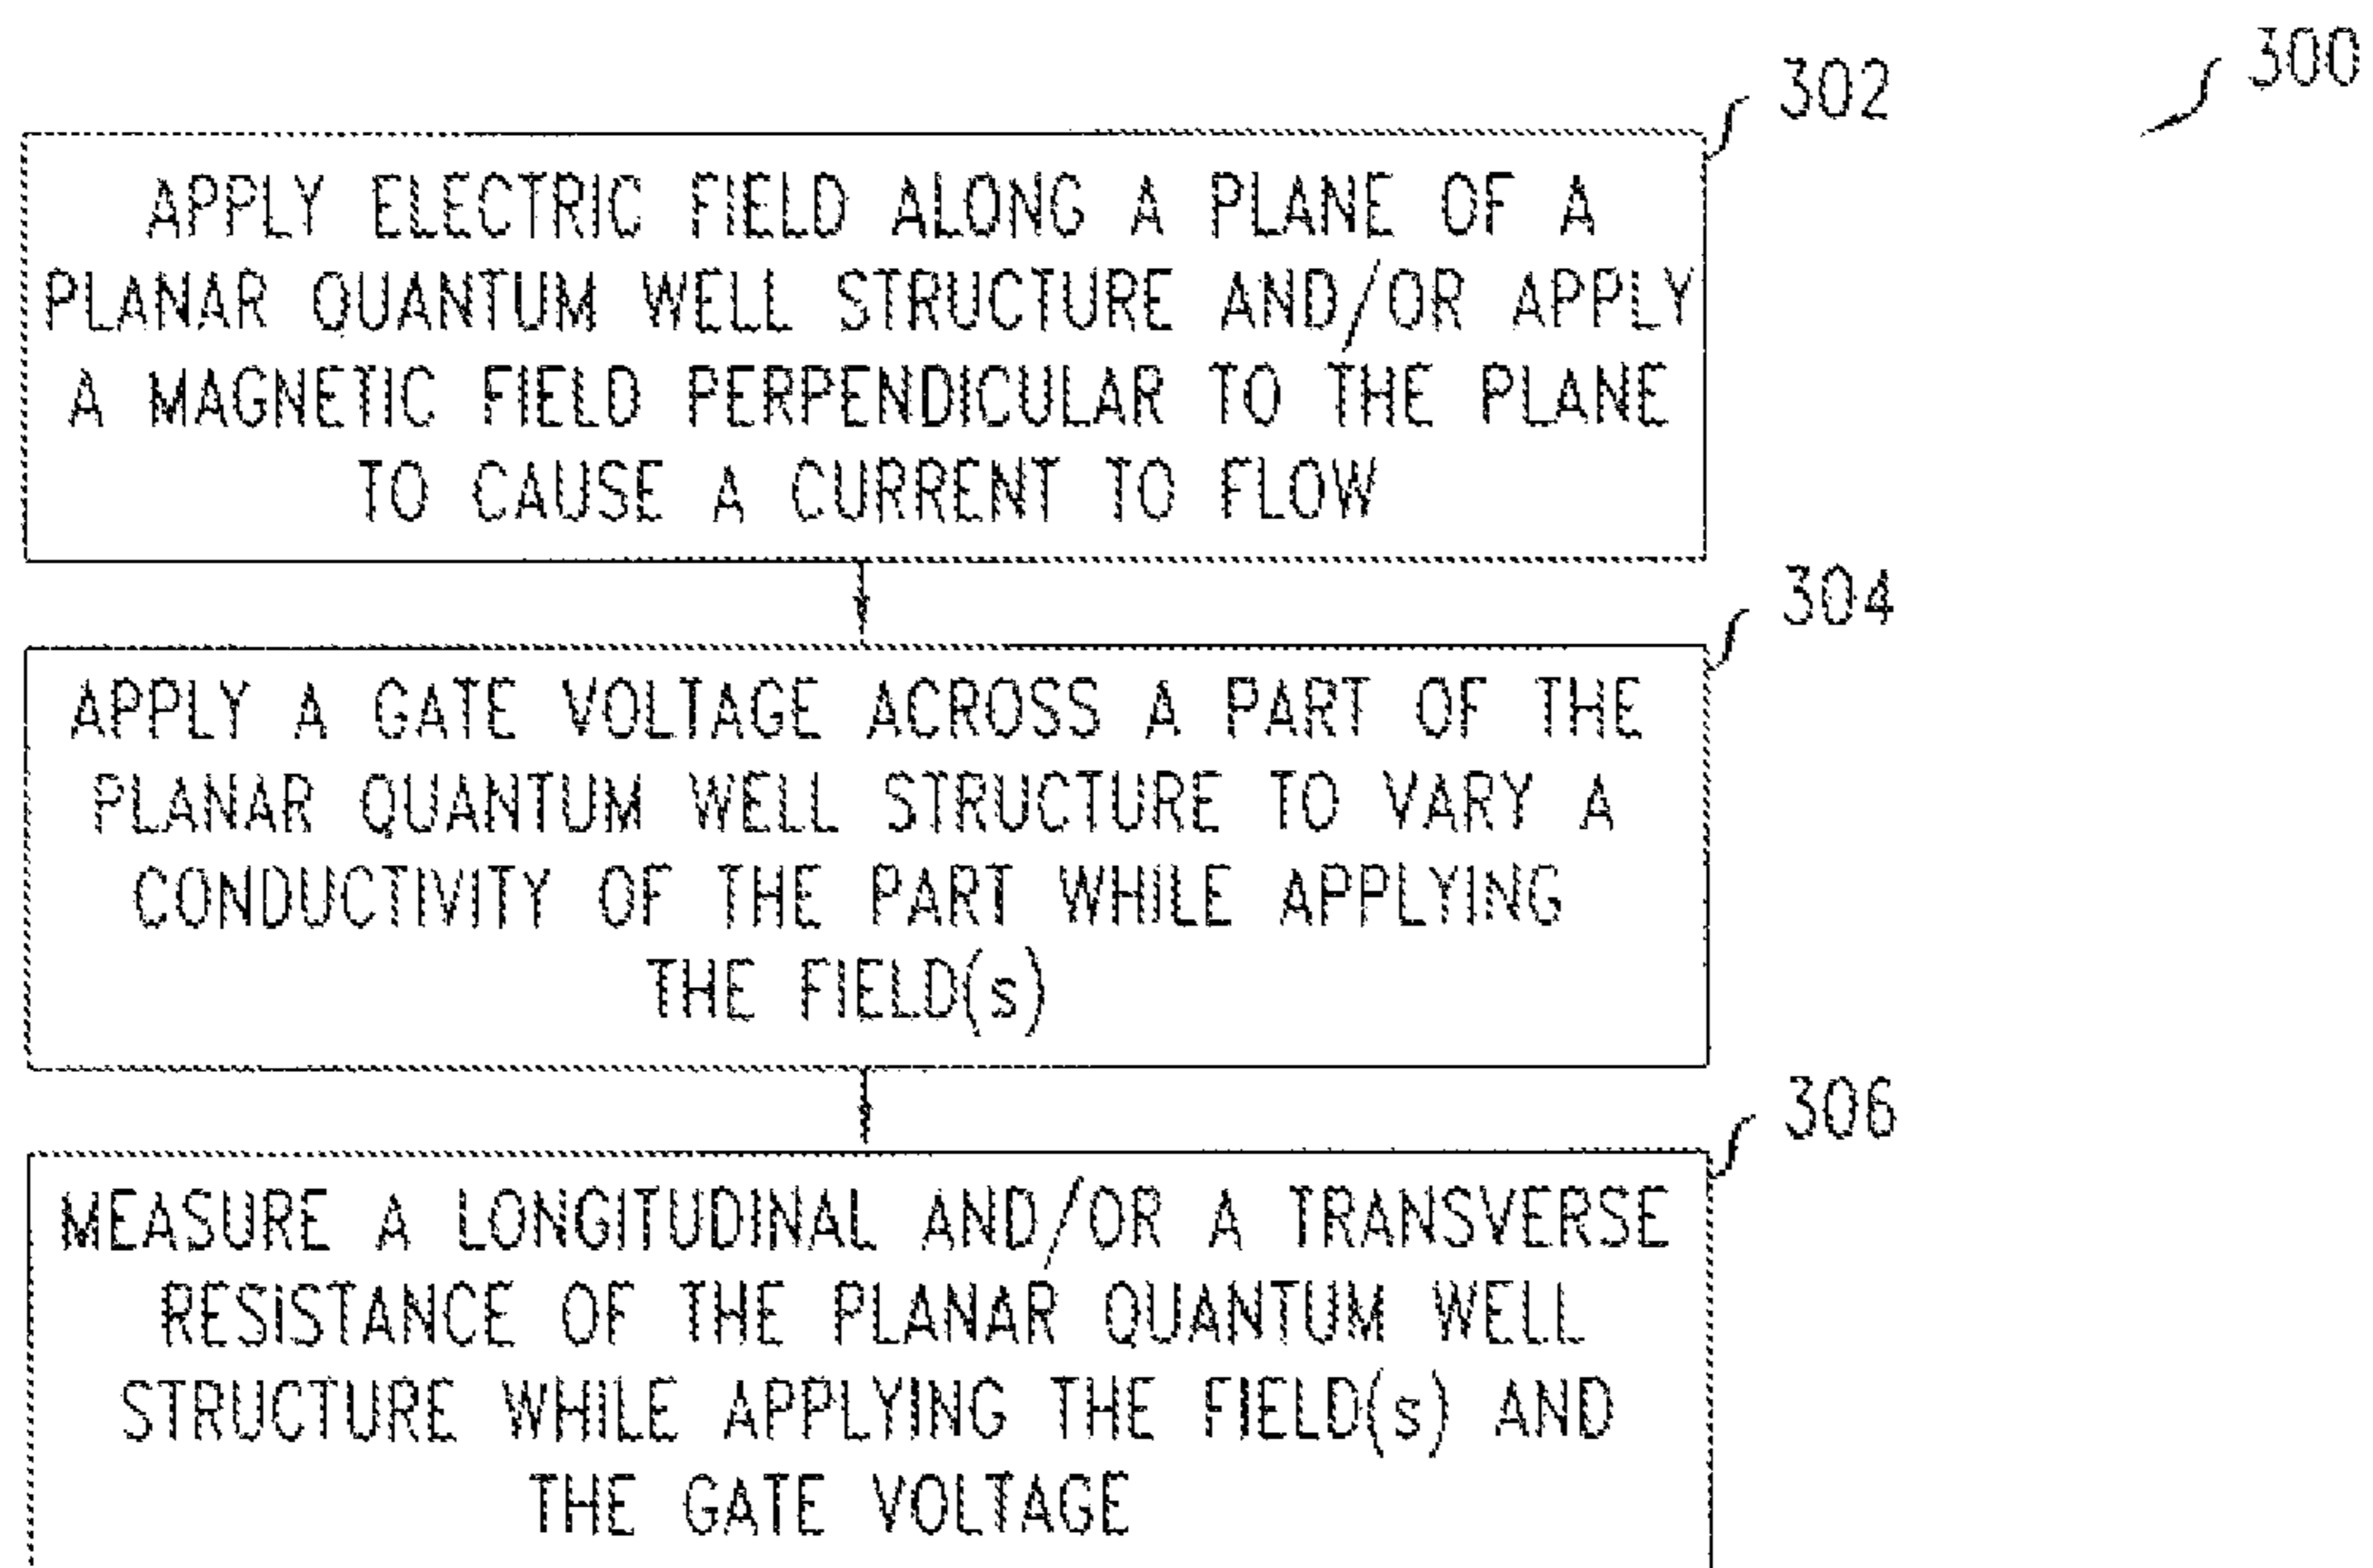 300
302
APPLY ELECTRIC FIELD ALONG A PLANE OF A
PLANAR QUANTUM WELL STRUCTURE AND/OR APPLY
A MAGNETIC FIELD PERPENDICULAR TO THE PLANE
TO CAUSE A CURRENT TO FLOW
304
APPLY A GATE VOLTAGE ACROSS A PART OF THE
PLANAR QUANTUM WELL STRUCTURE TO VARY A
CONDUCTIVITY OF THE PART WHILE APPLYING
THE FIELD(s)
306
MEASURE A LONGITUDINAL AND/OR A TRANSVERSE
RESISTANCE OF THE PLANAR QUANTUM WELL
STRUCTURE WHILE APPLYING THE FIELD(s) AND
THE GATE VOLTAGE